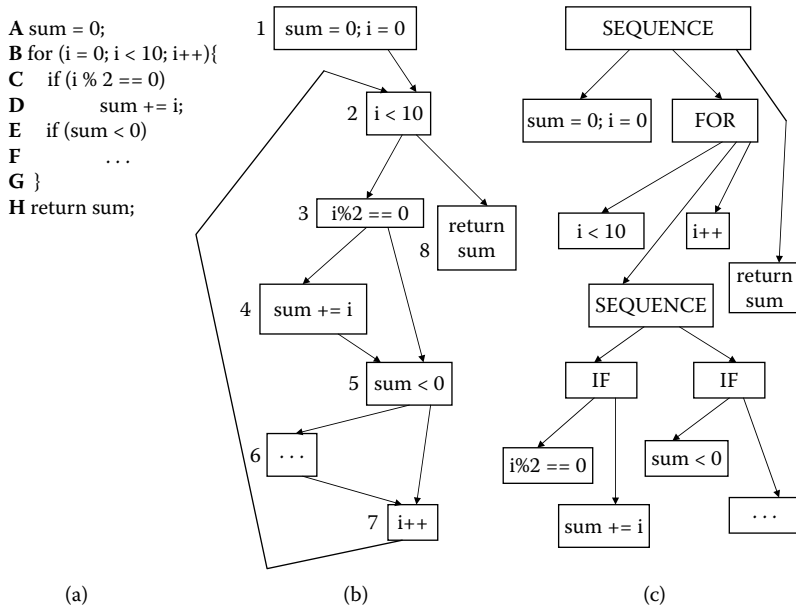 A sum = 0;
B for (i = 0; i < 10; i++){
C if (i % 2 == 0)
D sum += i;
E if (sum < 0)
F . . .
G }
H return sum;
(a)
1 sum = 0; i = 0
2 i < 10
3 i%2 == 0
return
sum
8
4 sum += i
5 sum < 0
6 . . .
7 i++
(b)
SEQUENCE
sum = 0; i = 0
FOR
i < 10
i++
return
sum
SEQUENCE
IF
IF
i%2 == 0
sum < 0
sum += i
. . .
(c)